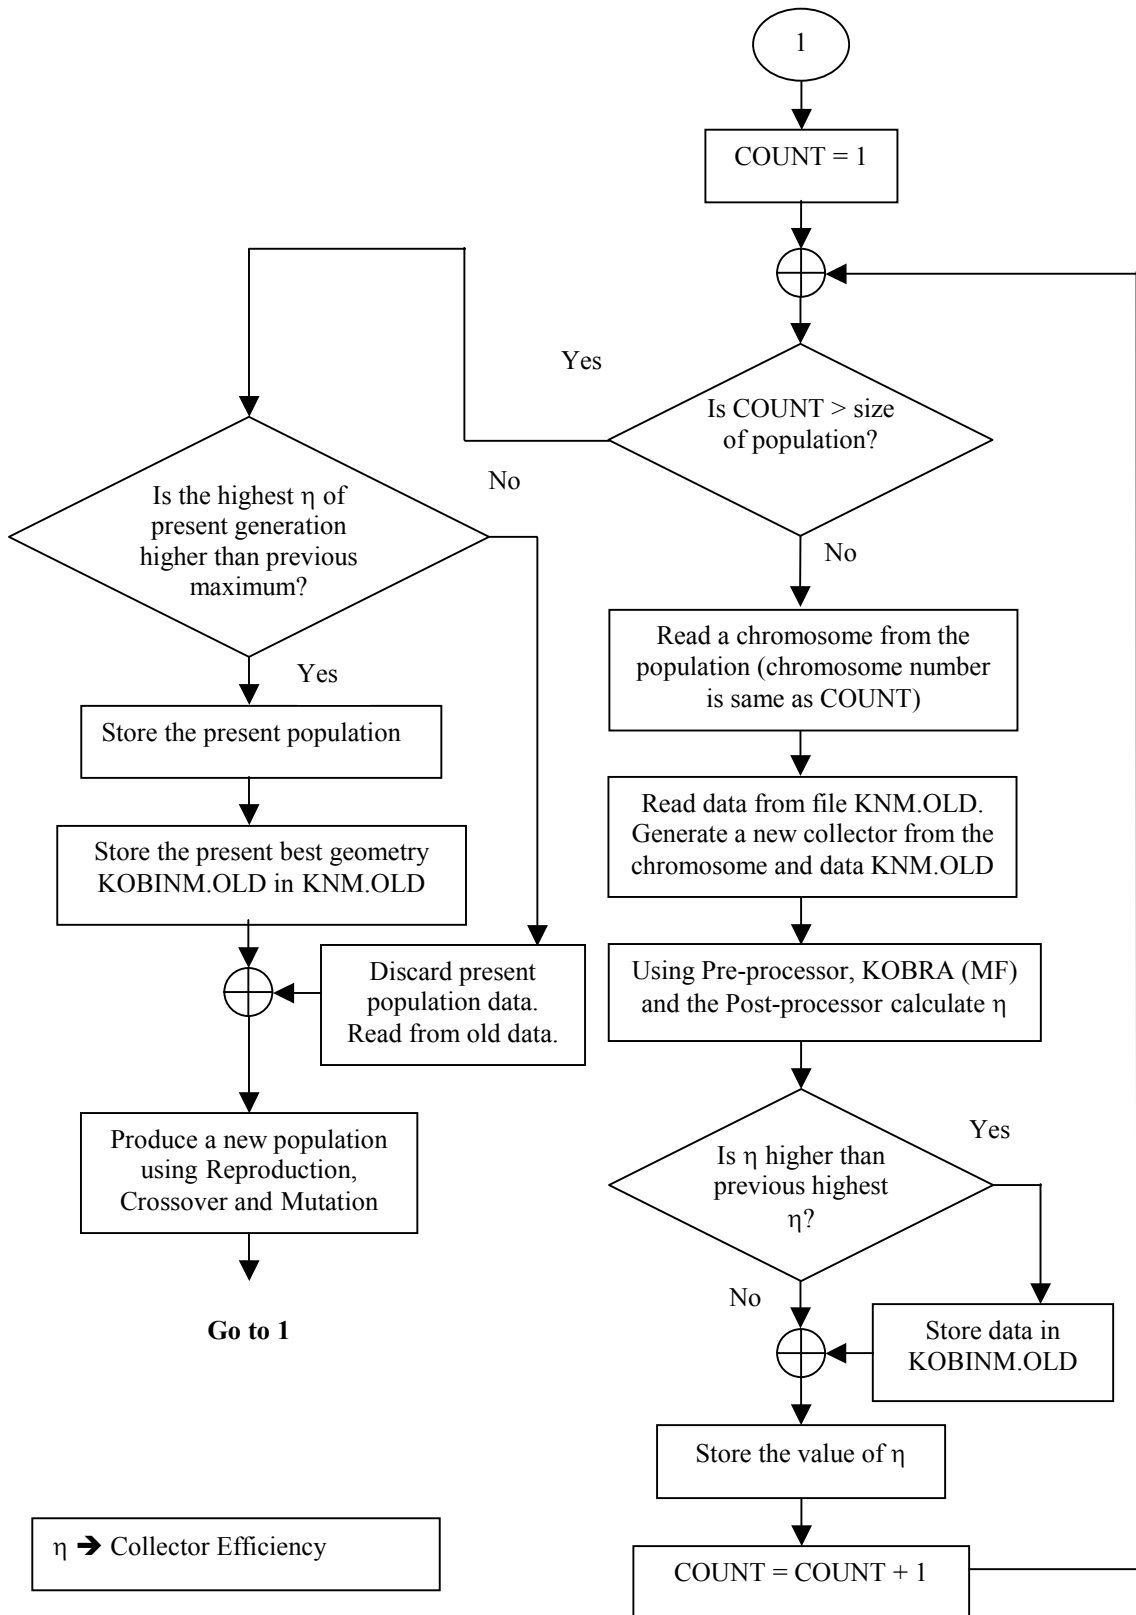 1
COUNT = 1
Yes
Is COUNT > size
of population?
No
Is the highest η of
present generation
higher than previous
maximum?
No
Yes
Read a chromosome from the
population (chromosome number
is same as COUNT)
Store the present population
Read data from file KNM.OLD.
Generate a new collector from the
chromosome and data KNM.OLD
Store the present best geometry
KOBINM.OLD in KNM.OLD
Using Pre-processor, KOBRA (MF)
and the Post-processor calculate η
Discard present
population data.
Read from old data.
Produce a new population
using Reproduction,
Crossover and Mutation
Go to 1
Yes
Is η higher than
previous highest
η?
No
Store data in
KOBINM.OLD
Store the value of η
COUNT = COUNT + 1
η ➔ Collector Efficiency